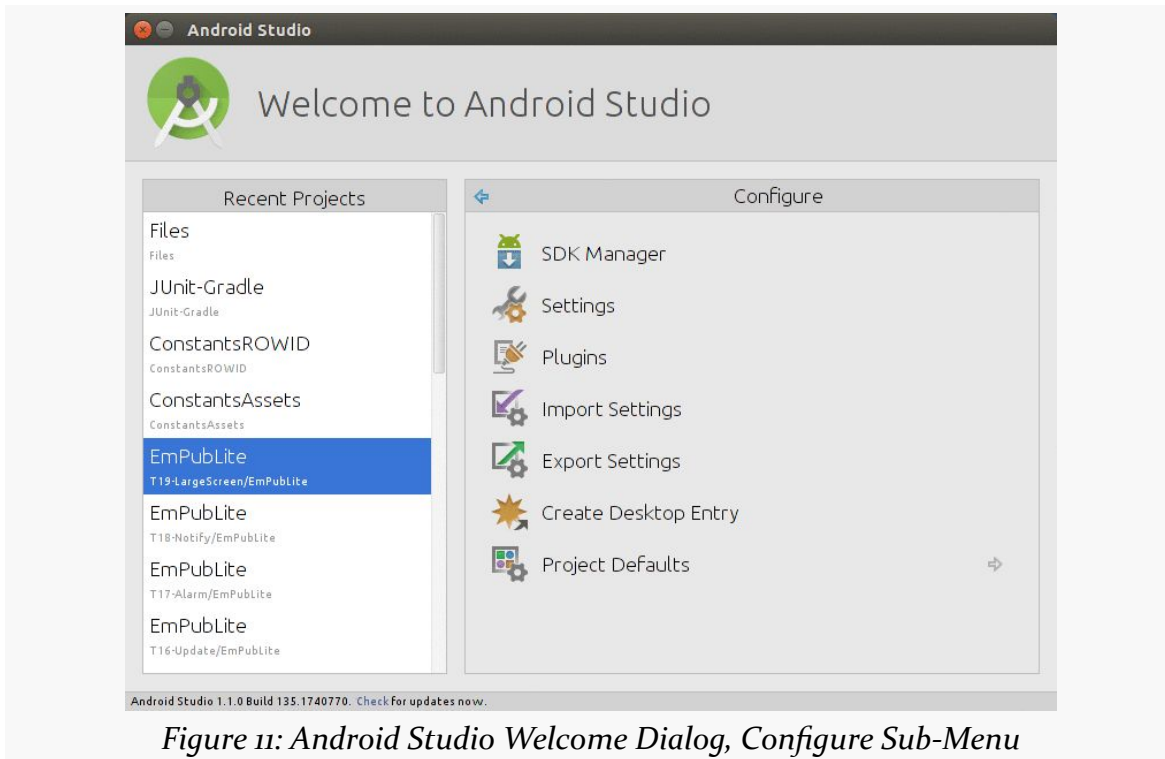 Android Studio
Welcome to Android Studio
Recent Projects
Files
Files
JUnit-Gradle
JUnit-Gradle
ConstantsROWID
ConstantsROWID
ConstantsAssets
ConstantsAssets
EmPubLite
T19-LargeScreen/EmPubLite
EmPubLite
T18-Notify/EmPubLite
EmPubLite
T17-Alarm/EmPubLite
EmPubLite
T16-Update/EmPubLite
Configure
SDK Manager
Settings
Plugins
Import Settings
Export Settings
Create Desktop Entry
Project Defaults
Android Studio 1.1.0 Build 135.1740770. Check for updates now.
Figure 11: Android Studio Welcome Dialog, Configure Sub-Menu